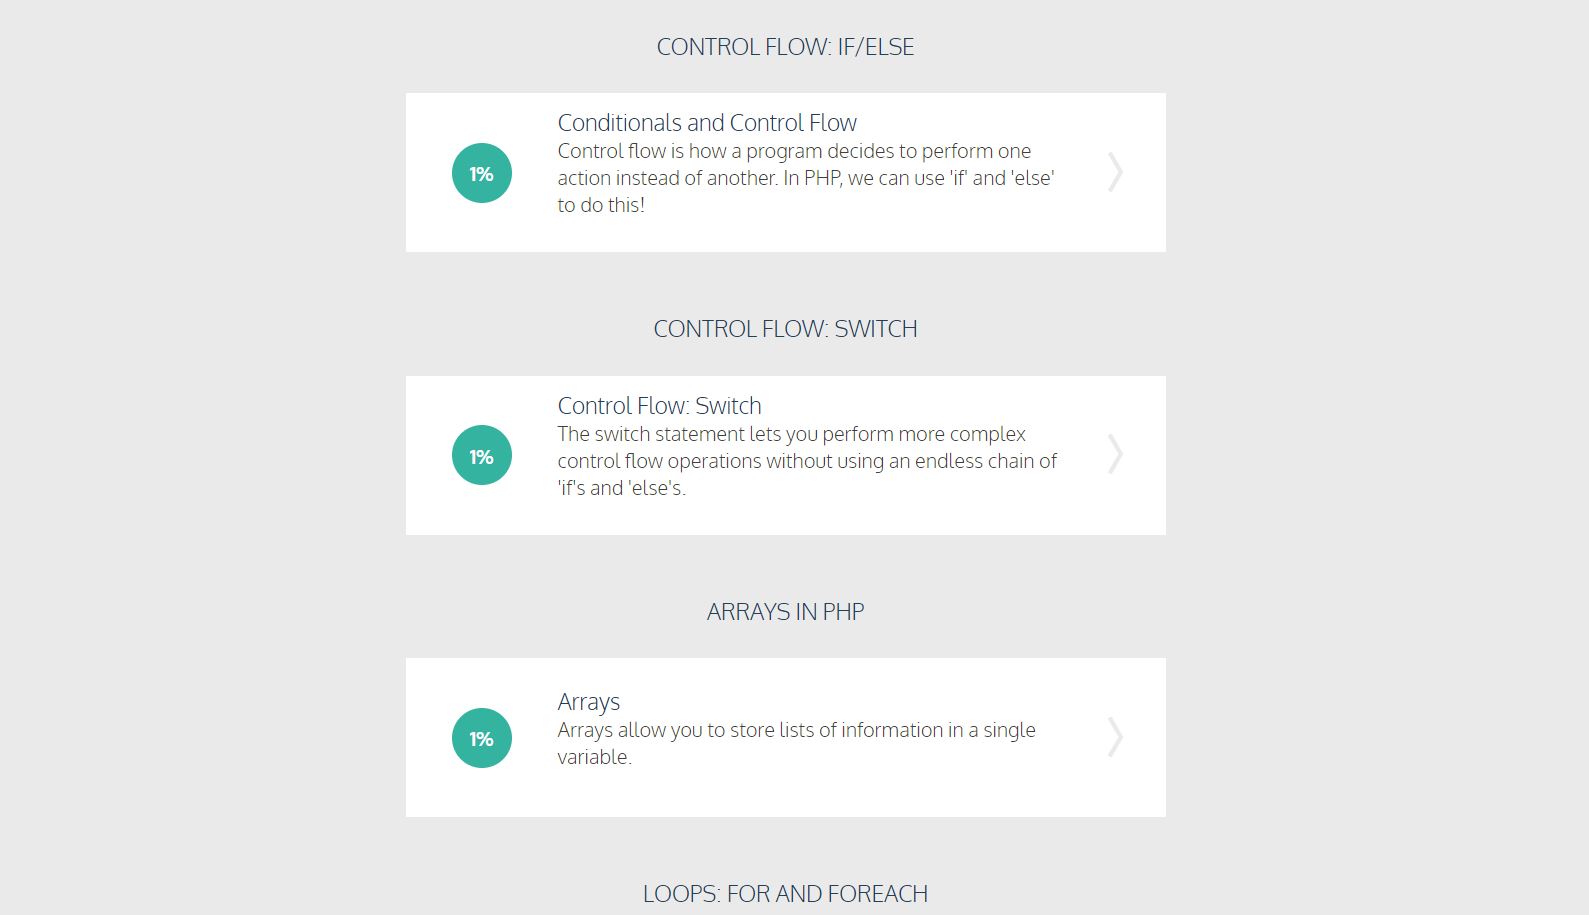 CONTROL FLOW: IF/ELSE
Conditionals and Control Flow
1%
Control flow is how a program decides to perform one
action instead of another. In PHP, we can use 'if' and 'else'
to do this!
CONTROL FLOW: SWITCH
Control Flow: Switch
1%
The switch statement lets you perform more complex
control flow operations without using an endless chain of
'if's and 'else's.
ARRAYS IN PHP
Arrays
1%
Arrays allow you to store lists of information in a single
variable.
LOOPS: FOR AND FOREACH